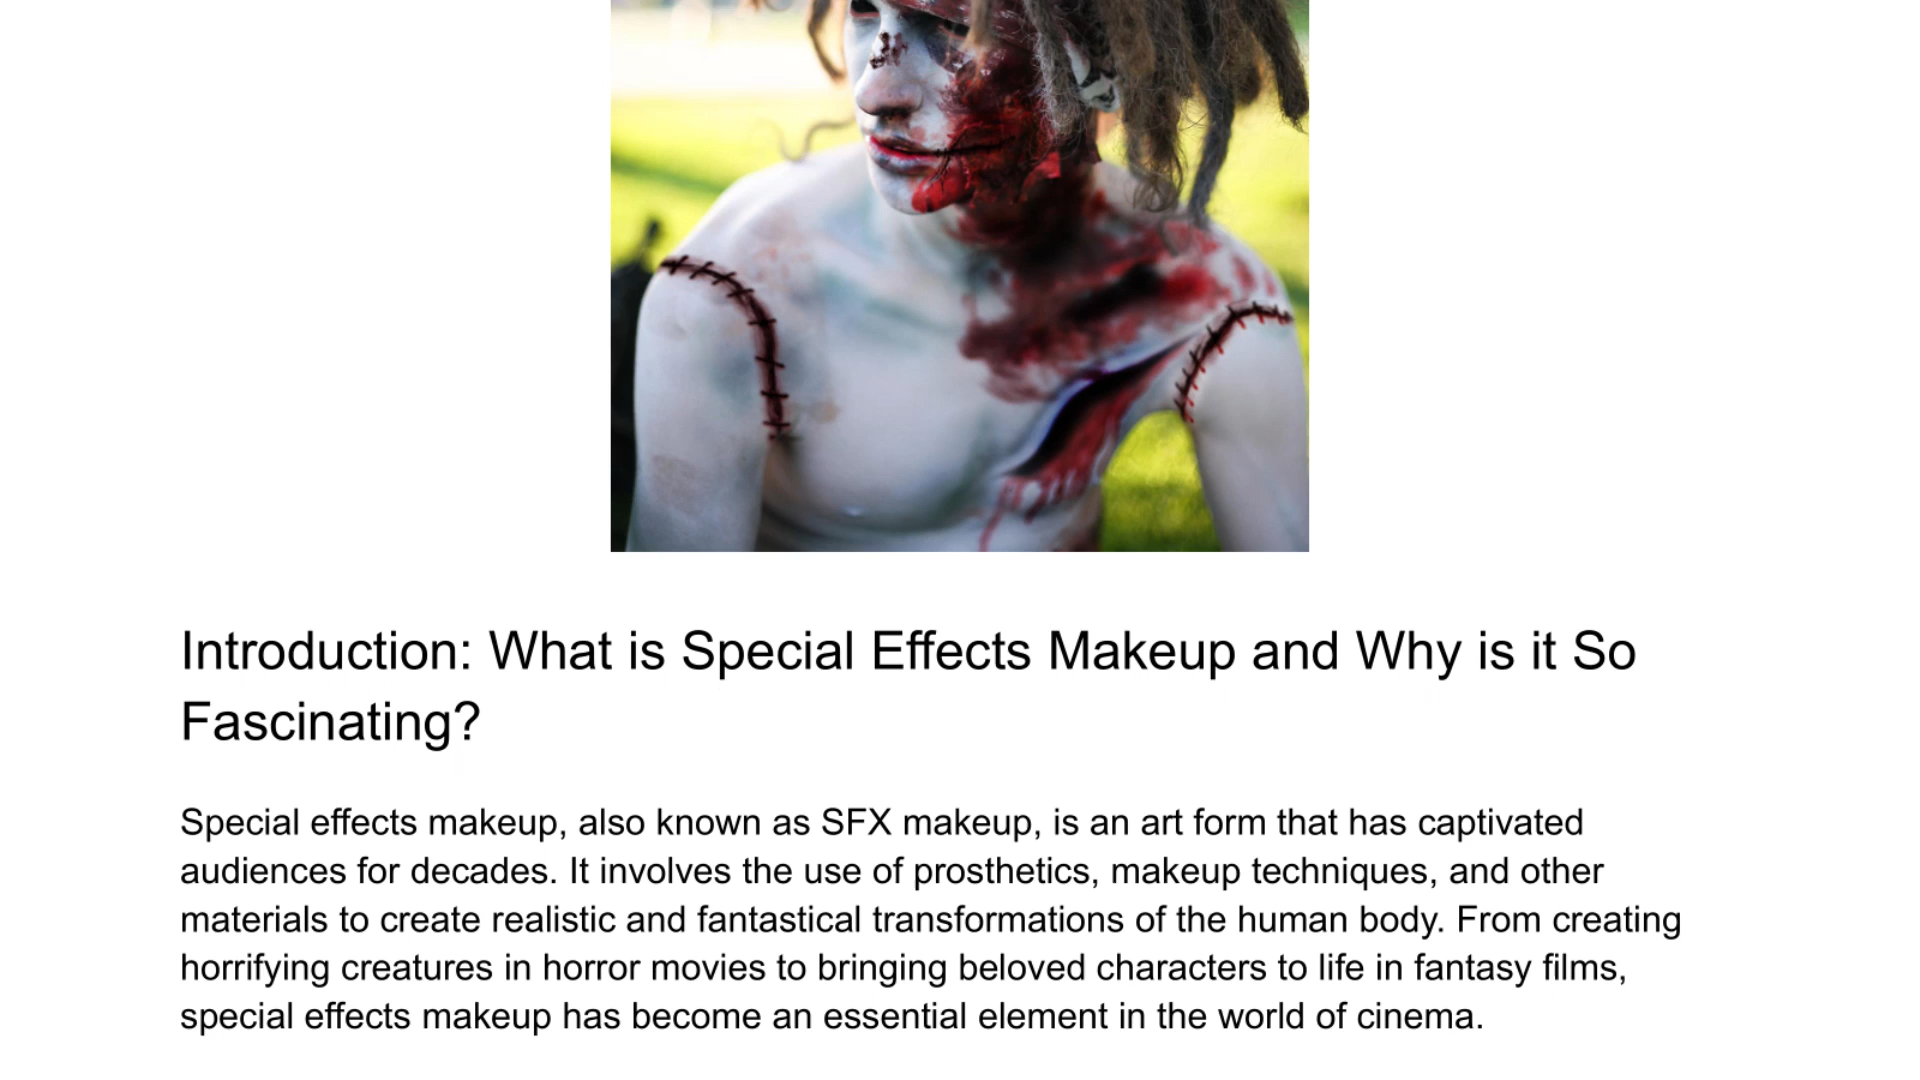 Introduction: What is Special Effects Makeup and Why is it So
Fascinating?
Special effects makeup, also known as SFX makeup, is an art form that has captivated
audiences for decades. It involves the use of prosthetics, makeup techniques, and other
materials to create realistic and fantastical transformations of the human body. From creating
horrifying creatures in horror movies to bringing beloved characters to life in fantasy films,
special effects makeup has become an essential element in the world of cinema.